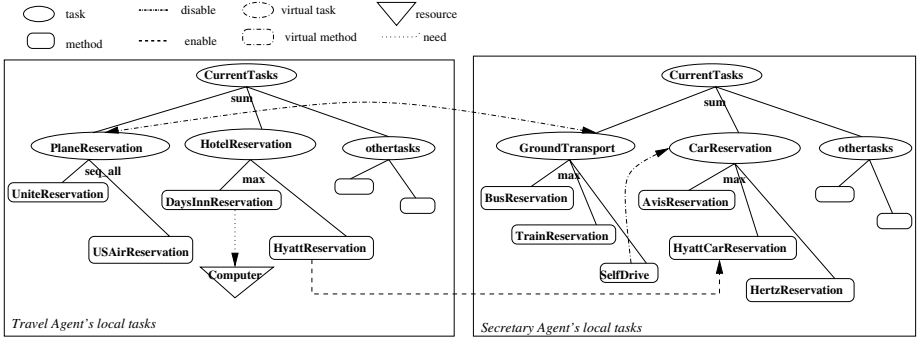 task disable virtual task resource
method enable virtual method need
CurrentTasks
sum
PlaneReservation
HotelReservation
othertasks
seq_all
max
UniteReservation
DaysInnReservation
USAirReservation
HyattReservation
Computer
Travel Agent's local tasks
CurrentTasks
sum
GroundTransport
CarReservation
othertasks
max
max
BusReservation
AvisReservation
TrainReservation
HyattCarReservation
SelfDrive
HertzReservation
Secretary Agent's local tasks